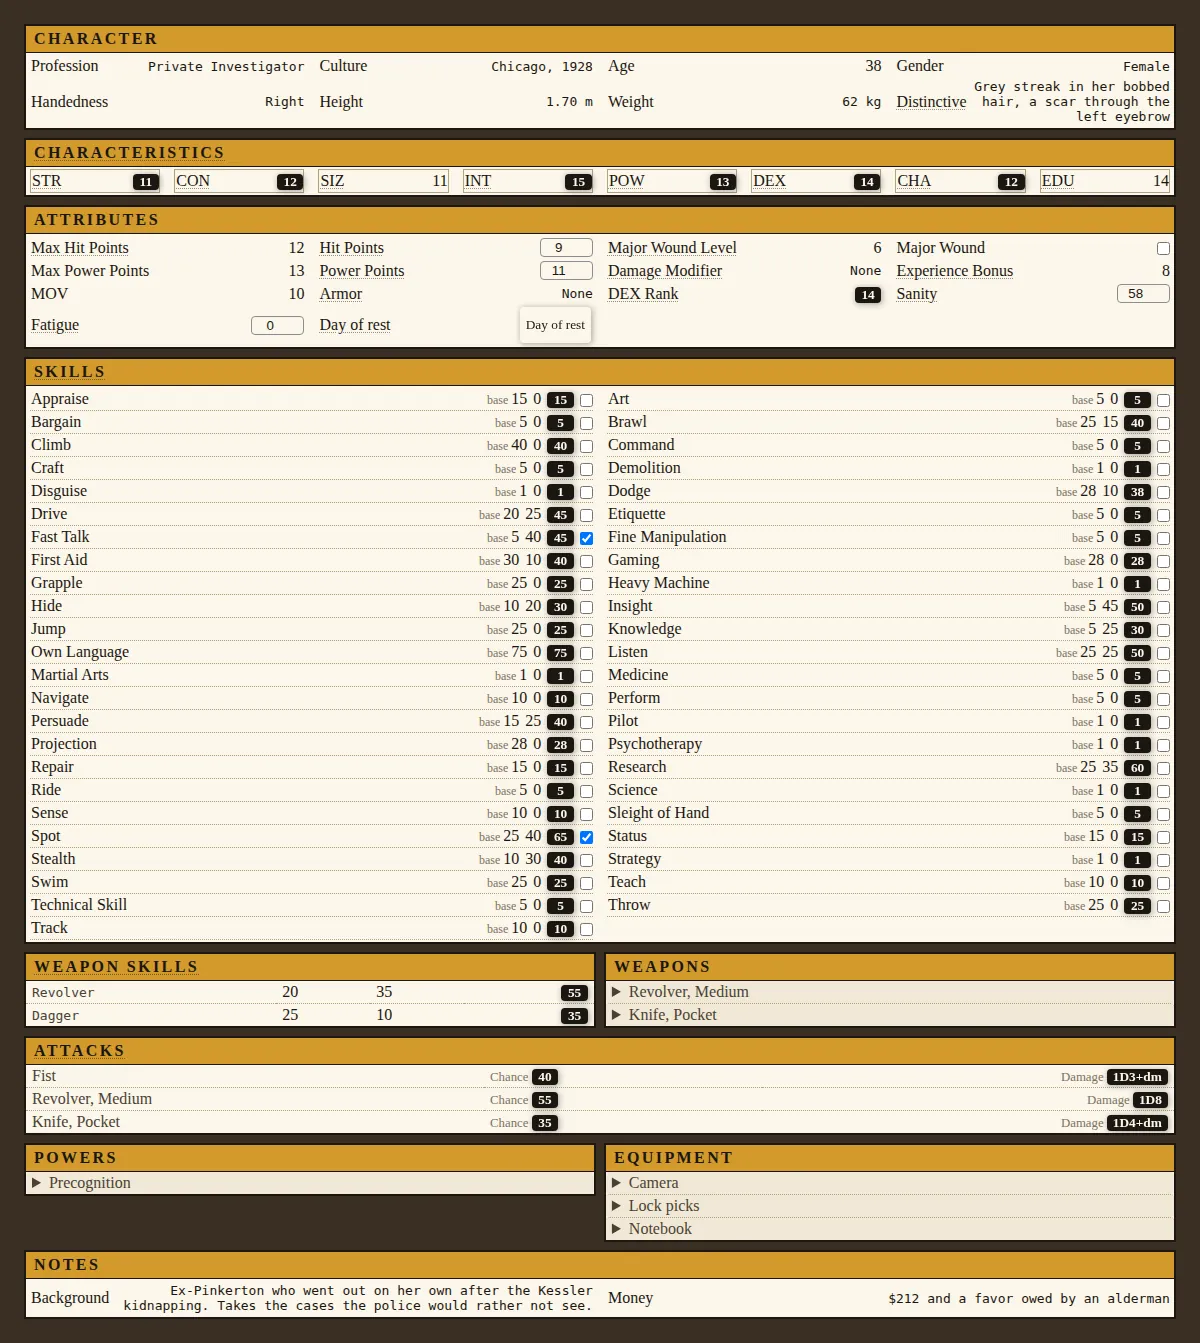 CHARACTER
Profession Private Investigator Culture Chicago, 1928 Age 38 Gender Female
Handedness Right Height 1.70 m Weight 62 kg Distinctive Grey streak in her bobbed
hair, a scar through the
left eyebrow
CHARACTERISTICS
STR 11 CON 12 SIZ 11 INT 15 POW 13 DEX 14 CHA 12 EDU 14
ATTRIBUTES
Max Hit Points 12 Hit Points 9 Major Wound Level 6 Major Wound
Max Power Points 13 Power Points 11 Damage Modifier None Experience Bonus 8
MOV 10 Armor None DEX Rank 14 Sanity 58
Fatigue 0 Day of rest Day of rest
SKILLS
Appraise base 15 0 15 Art base 5 0 5
Bargain base 5 0 5 Brawl base 25 15 40
Climb base 40 0 40 Command base 5 0 5
Craft base 5 0 5 Demolition base 1 0 1
Disguise base 1 0 1 Dodge base 28 10 38
Drive base 20 25 45 Etiquette base 5 0 5
Fast Talk base 5 40 45 Fine Manipulation base 5 0 5
First Aid base 30 10 40 Gaming base 28 0 28
Grapple base 25 0 25 Heavy Machine base 1 0 1
Hide base 10 20 30 Insight base 5 45 50
Jump base 25 0 25 Knowledge base 5 25 30
Own Language base 75 0 75 Listen base 25 25 50
Martial Arts base 1 0 1 Medicine base 5 0 5
Navigate base 10 0 10 Perform base 5 0 5
Persuade base 15 25 40 Pilot base 1 0 1
Projection base 28 0 28 Psychotherapy base 1 0 1
Repair base 15 0 15 Research base 25 35 60
Ride base 5 0 5 Science base 1 0 1
Sense base 10 0 10 Sleight of Hand base 5 0 5
Spot base 25 40 65 Status base 15 0 15
Stealth base 10 30 40 Strategy base 1 0 1
Swim base 25 0 25 Teach base 10 0 10
Technical Skill base 5 0 5 Throw base 25 0 25
Track base 10 0 10
WEAPON SKILLS WEAPONS
Revolver 20 35 55 Revolver, Medium
Dagger 25 10 35 Knife, Pocket
ATTACKS
Fist Chance 40 Damage 1D3+dm
Revolver, Medium Chance 55 Damage 1D8
Knife, Pocket Chance 35 Damage 1D4+dm
POWERS EQUIPMENT
Precognition Camera
Lock picks
Notebook
NOTES
Background Ex-Pinkerton who went out on her own after the Kessler
kidnapping. Takes the cases the police would rather not see. Money $212 and a favor owed by an alderman